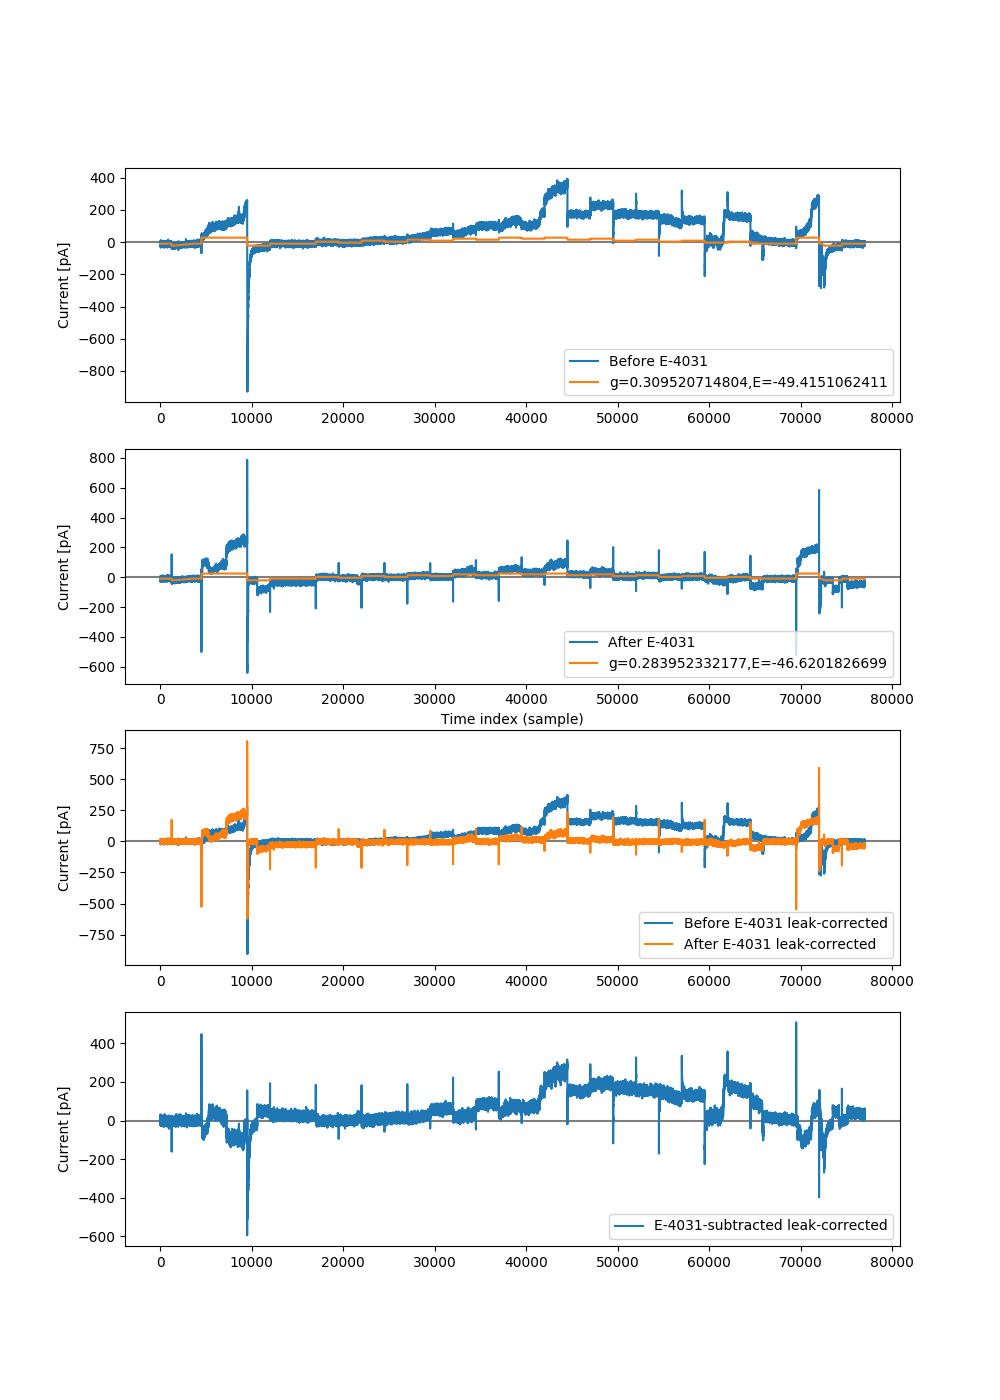 400
200
0
−200
−400
−600
−800
Current [pA]
Before E-4031
g=0.309520714804,E=-49.4151062411
0 10000 20000 30000 40000 50000 60000 70000 80000
800
600
400
200
0
−200
−400
−600
Current [pA]
After E-4031
g=0.283952332177,E=-46.6201826699
0 10000 20000 30000 40000 50000 60000 70000 80000
Time index (sample)
750
500
250
0
−250
−500
−750
Current [pA]
Before E-4031 leak-corrected
After E-4031 leak-corrected
0 10000 20000 30000 40000 50000 60000 70000 80000
400
200
0
−200
−400
−600
Current [pA]
E-4031-subtracted leak-corrected
0 10000 20000 30000 40000 50000 60000 70000 80000